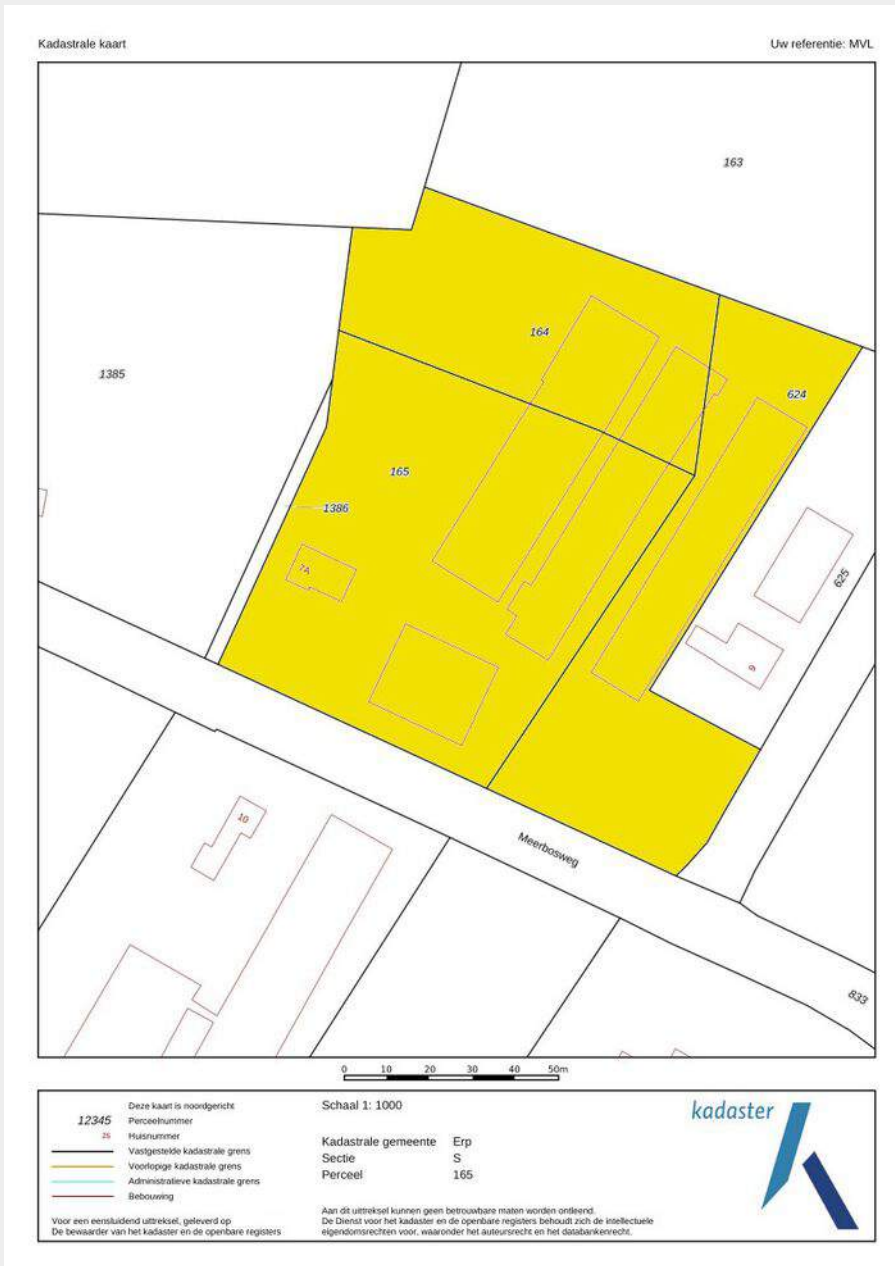 Kadastrale kaart
Uw referentie: MVL
163
164
1385
624
165
1386
7A
625
9
10
Meerbosweg
833
0 10 20 30 40 50m
Deze kaart is noordgericht
12345 Perceelnummer
25 Huisnummer
Vastgestelde kadastrale grens
Voorlopige kadastrale grens
Administratieve kadastrale grens
Bebouwing
Voor een eensluidend uittreksel, geleverd op
De bewaarder van het kadaster en de openbare registers
Schaal 1: 1000
Kadastrale gemeente Erp
Sectie S
Perceel 165
Aan dit uittreksel kunnen geen betrouwbare maten worden ontleend.
De Dienst voor het kadaster en de openbare registers behoudt zich de intellectuele
eigendomsrechten voor, waaronder het auteursrecht en het databankenrecht.
kadaster